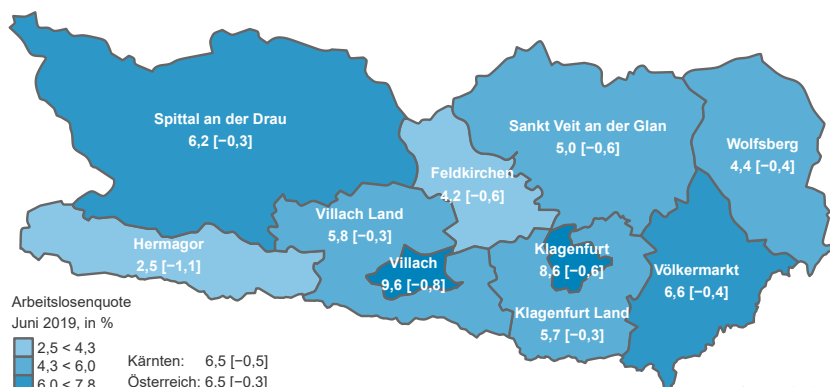 Spittal an der Drau
6,2 [−0,3]
Sankt Veit an der Glan
5,0 [−0,6]
Wolfsberg
4,4 [−0,4]
Feldkirchen
4,2 [−0,6]
Villach Land
5,8 [−0,3]
Hermagor
2,5 [−1,1]
Villach
9,6 [−0,8]
Klagenfurt
8,6 [−0,6]
Völkermarkt
6,6 [−0,4]
Klagenfurt Land
5,7 [−0,3]
Arbeitslosenquote
Juni 2019, in %
2,5 < 4,3
4,3 < 6,0
6,0 < 7,8
Kärnten: 6,5 [−0,5]
Österreich: 6,5 [−0,3]